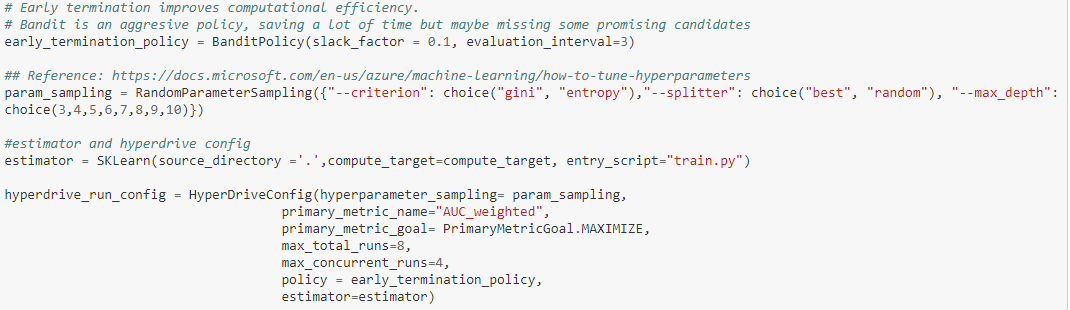 # Early termination improves computational efficiency.
# Bandit is an aggresive policy, saving a lot of time but maybe missing some promising candidates
early_termination_policy = BanditPolicy(slack_factor = 0.1, evaluation_interval=3)
## Reference: https://docs.microsoft.com/en-us/azure/machine-learning/how-to-tune-hyperparameters
param_sampling = RandomParameterSampling({"--criterion": choice("gini", "entropy"),"--splitter": choice("best", "random"), "--max_depth":
choice(3,4,5,6,7,8,9,10)})
#estimator and hyperdrive config
estimator = SKLearn(source_directory ='.',compute_target=compute_target, entry_script="train.py")
hyperdrive_run_config = HyperDriveConfig(hyperparameter_sampling= param_sampling,
primary_metric_name="AUC_weighted",
primary_metric_goal= PrimaryMetricGoal.MAXIMIZE,
max_total_runs=8,
max_concurrent_runs=4,
policy = early_termination_policy,
estimator=estimator)